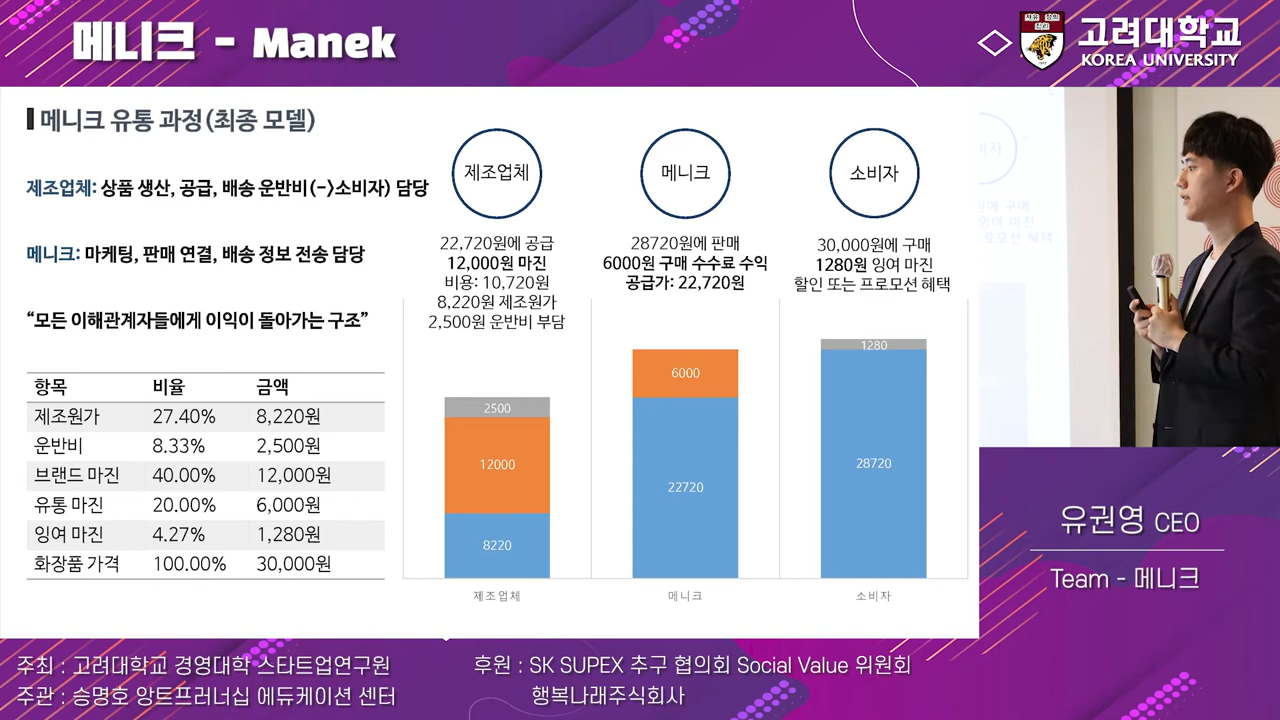 메니크 - Manek
고려대학교
KOREA UNIVERSITY
메니크 유통 과정(최종 모델)
제조업체: 상품 생산, 공급, 배송 운반비(->소비자) 담당
메니크: 마케팅, 판매 연결, 배송 정보 전송 담당
“모든 이해관계자들에게 이익이 돌아가는 구조”
항목 비율 금액
제조원가 27.40% 8,220원
운반비 8.33% 2,500원
브랜드 마진 40.00% 12,000원
유통 마진 20.00% 6,000원
잉여 마진 4.27% 1,280원
화장품 가격 100.00% 30,000원
제조업체
22,720원에 공급
12,000원 마진
비용: 10,720원
8,220원 제조원가
2,500원 운반비 부담
2500
12000
8220
제조업체
메니크
28720원에 판매
6000원 구매 수수료 수익
공급가: 22,720원
6000
22720
메니크
소비자
30,000원에 구매
1280원 잉여 마진
할인 또는 프로모션 혜택
1280
28720
소비자
유권영 CEO
Team - 메니크
주최 : 고려대학교 경영대학 스타트업연구원
주관 : 승명호 앙트프러너십 에듀케이션 센터
후원 : SK SUPEX 추구 협의회 Social Value 위원회
행복나래주식회사